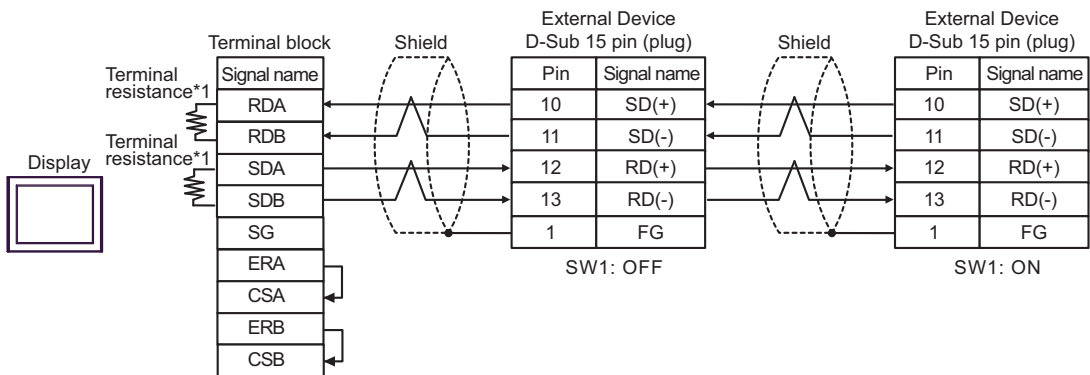 Display
Terminal
resistance*1
Terminal
resistance*1
Terminal block
Signal name
RDA
RDB
SDA
SDB
SG
ERA
CSA
ERB
CSB
Shield
External Device
D-Sub 15 pin (plug)
Pin Signal name
10 SD(+)
11 SD(-)
12 RD(+)
13 RD(-)
1 FG
SW1: OFF
Shield
External Device
D-Sub 15 pin (plug)
Pin Signal name
10 SD(+)
11 SD(-)
12 RD(+)
13 RD(-)
1 FG
SW1: ON